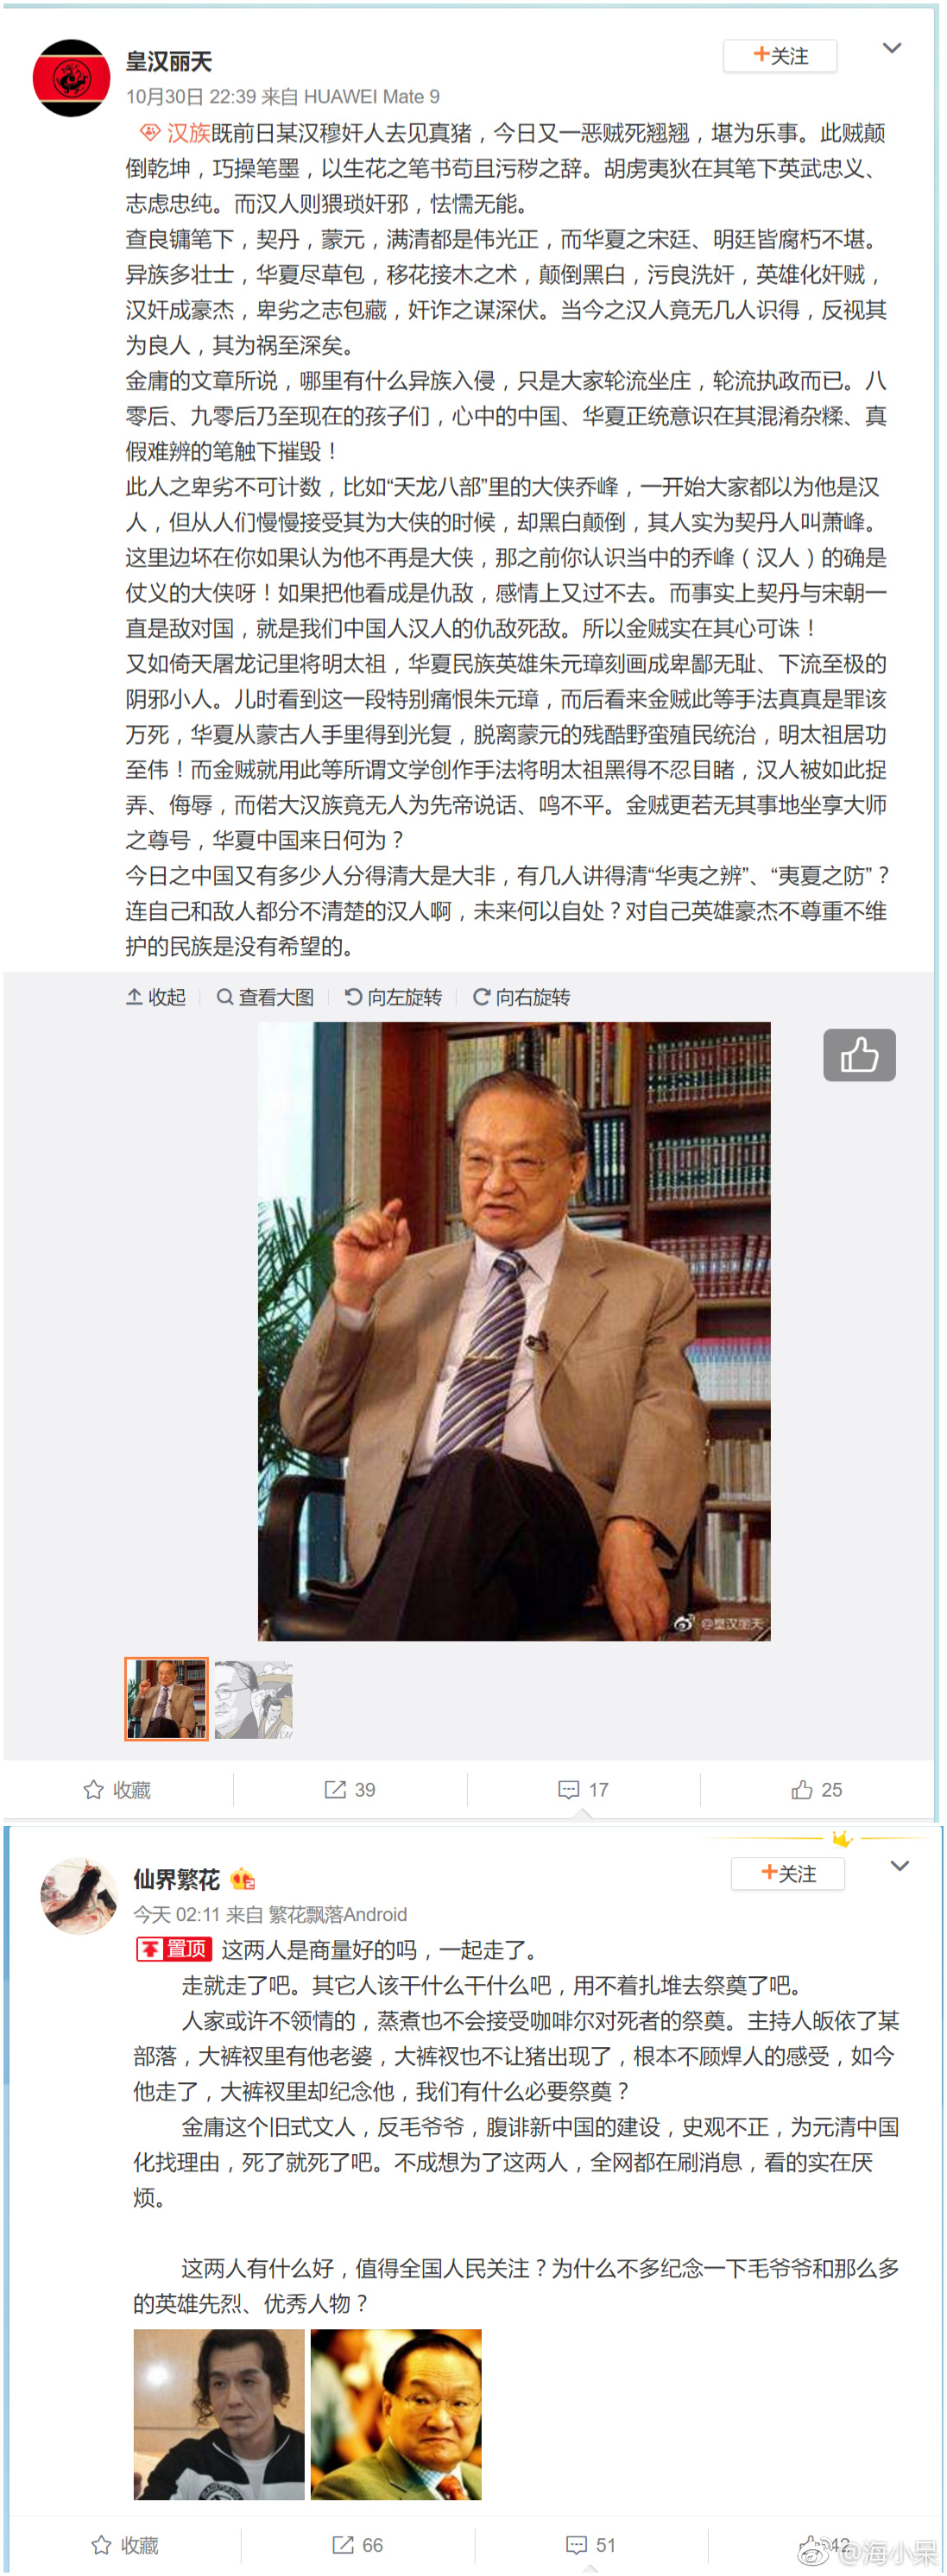 皇汉丽天
+关注
10月30日 22:39 来自 HUAWEI Mate 9
汉族既前日某汉穆奸人去见真猪，今日又一恶贼死翘翘，堪为乐事。此贼颠
倒乾坤，巧操笔墨，以生花之笔书苟且污秽之辞。胡虏夷狄在其笔下英武忠义、
志虑忠纯。而汉人则猥琐奸邪，怯懦无能。
查良镛笔下，契丹，蒙元，满清都是伟光正，而华夏之宋廷、明廷皆腐朽不堪。
异族多壮士，华夏尽草包，移花接木之术，颠倒黑白，污良洗奸，英雄化奸贼，
汉奸成豪杰，卑劣之志包藏，奸诈之谋深伏。当今之汉人竟无几人识得，反视其
为良人，其为祸至深矣。
金庸的文章所说，哪里有什么异族入侵，只是大家轮流坐庄，轮流执政而已。八
零后、九零后乃至现在的孩子们，心中的中国、华夏正统意识在其混淆杂糅、真
假难辨的笔触下摧毁！
此人之卑劣不可计数，比如“天龙八部”里的大侠乔峰，一开始大家都以为他是汉
人，但从人们慢慢接受其为大侠的时候，却黑白颠倒，其人实为契丹人叫萧峰。
这里边坏在你如果认为他不再是大侠，那之前你认识当中的乔峰（汉人）的确是
仗义的大侠呀！如果把他看成是仇敌，感情上又过不去。而事实上契丹与宋朝一
直是敌对国，就是我们中国人汉人的仇敌死敌。所以金贼实在其心可诛！
又如倚天屠龙记里将明太祖，华夏民族英雄朱元璋刻画成卑鄙无耻、下流至极的
阴邪小人。儿时看到这一段特别痛恨朱元璋，而后看来金贼此等手法真真是罪该
万死，华夏从蒙古人手里得到光复，脱离蒙元的残酷野蛮殖民统治，明太祖居功
至伟！而金贼就用此等所谓文学创作手法将明太祖黑得不忍目睹，汉人被如此捉
弄、侮辱，而偌大汉族竟无人为先帝说话、鸣不平。金贼更若无其事地坐享大师
之尊号，华夏中国来日何为？
今日之中国又有多少人分得清大是大非，有几人讲得清“华夷之辨”、“夷夏之防”？
连自己和敌人都分不清楚的汉人啊，未来何以自处？对自己英雄豪杰不尊重不维
护的民族是没有希望的。
收起 查看大图 向左旋转 向右旋转
@皇汉丽天
收藏 39 17 25
仙界繁花
+关注
今天 02:11 来自 繁花飘落Android
置顶 这两人是商量好的吗，一起走了。
走就走了吧。其它人该干什么干什么吧，用不着扎堆去祭奠了吧。
人家或许不领情的，蒸煮也不会接受咖啡尔对死者的祭奠。主持人皈依了某
部落，大裤衩里有他老婆，大裤衩也不让猪出现了，根本不顾焊人的感受，如今
他走了，大裤衩里却纪念他，我们有什么必要祭奠？
金庸这个旧式文人，反毛爷爷，腹诽新中国的建设，史观不正，为元清中国
化找理由，死了就死了吧。不成想为了这两人，全网都在刷消息，看的实在厌
烦。
这两人有什么好，值得全国人民关注？为什么不多纪念一下毛爷爷和那么多
的英雄先烈、优秀人物？
收藏 66 51 42
@海小呆